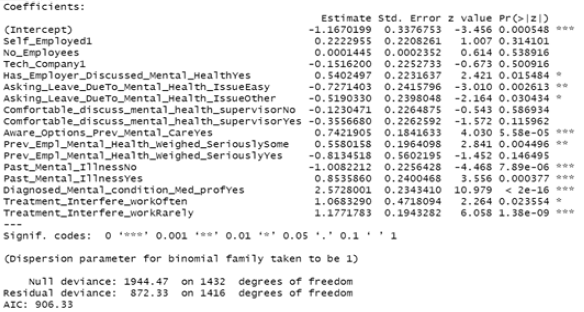 Coefficients:
Estimate Std. Error z value Pr(>|z|)
(Intercept) -1.1670199 0.3376753 -3.456 0.000548 ***
Self_Employed1 0.2222955 0.2208261 1.007 0.314101
No_Employees 0.0001445 0.0002352 0.614 0.538916
Tech_Company1 -0.1516200 0.2252733 -0.673 0.500916
Has_Employer_Discussed_Mental_HealthYes 0.5402497 0.2231637 2.421 0.015484 *
Asking_Leave_DueTo_Mental_Health_IssueEasy -0.7271403 0.2415796 -3.010 0.002613 **
Asking_Leave_DueTo_Mental_Health_IssueOther -0.5190330 0.2398048 -2.164 0.030434 *
Comfortable_discuss_mental_health_supervisorNo -0.1230471 0.2264875 -0.543 0.586934
Comfortable_discuss_mental_health_supervisorYes -0.3556680 0.2262592 -1.572 0.115962
Aware_Options_Prev_Mental_CareYes 0.7421905 0.1841633 4.030 5.58e-05 ***
Prev_Empl_Mental_Health_Weighed_SeriouslySome 0.5580158 0.1964098 2.841 0.004496 **
Prev_Empl_Mental_Health_Weighed_SeriouslyYes -0.8134518 0.5602195 -1.452 0.146495
Past_Mental_IllnessNo -1.0082212 0.2256428 -4.468 7.89e-06 ***
Past_Mental_IllnessYes 0.8535860 0.2400468 3.556 0.000377 ***
Diagnosed_Mental_condition_Med_profYes 2.5728001 0.2343410 10.979 < 2e-16 ***
Treatment_Interfere_workOften 1.0683290 0.4718094 2.264 0.023554 *
Treatment_Interfere_workRarely 1.1771783 0.1943282 6.058 1.38e-09 ***
---
Signif. codes: 0 ‘***’ 0.001 ‘**’ 0.01 ‘*’ 0.05 ‘.’ 0.1 ‘ ’ 1
(Dispersion parameter for binomial family taken to be 1)
Null deviance: 1944.47 on 1432 degrees of freedom
Residual deviance: 872.33 on 1416 degrees of freedom
AIC: 906.33